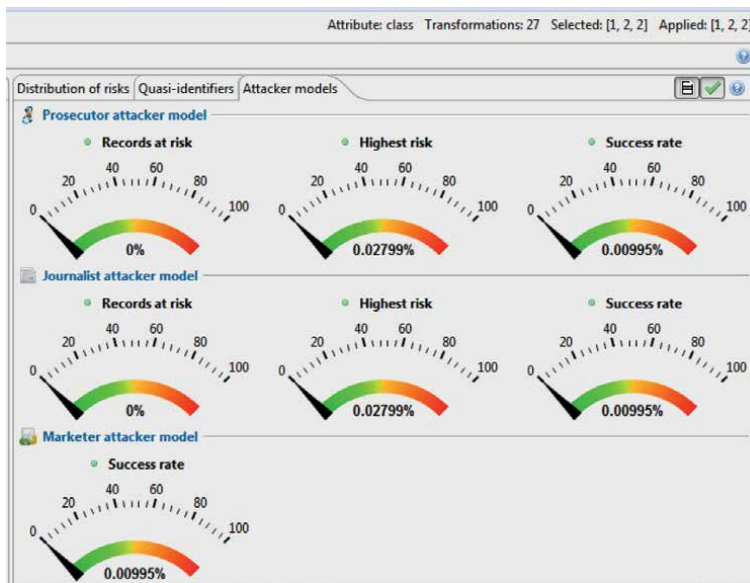 Attribute: class Transformations: 27 Selected: [1, 2, 2] Applied: [1, 2, 2]
Distribution of risks Quasi-identifiers Attacker models
Prosecutor attacker model
Records at risk Highest risk Success rate
0 20 40 60 80 100 0 20 40 60 80 100 0 20 40 60 80 100
0% 0.02799% 0.00995%
Journalist attacker model
Records at risk Highest risk Success rate
0 20 40 60 80 100 0 20 40 60 80 100 0 20 40 60 80 100
0% 0.02799% 0.00995%
Marketer attacker model
Success rate
0 20 40 60 80 100
0.00995%